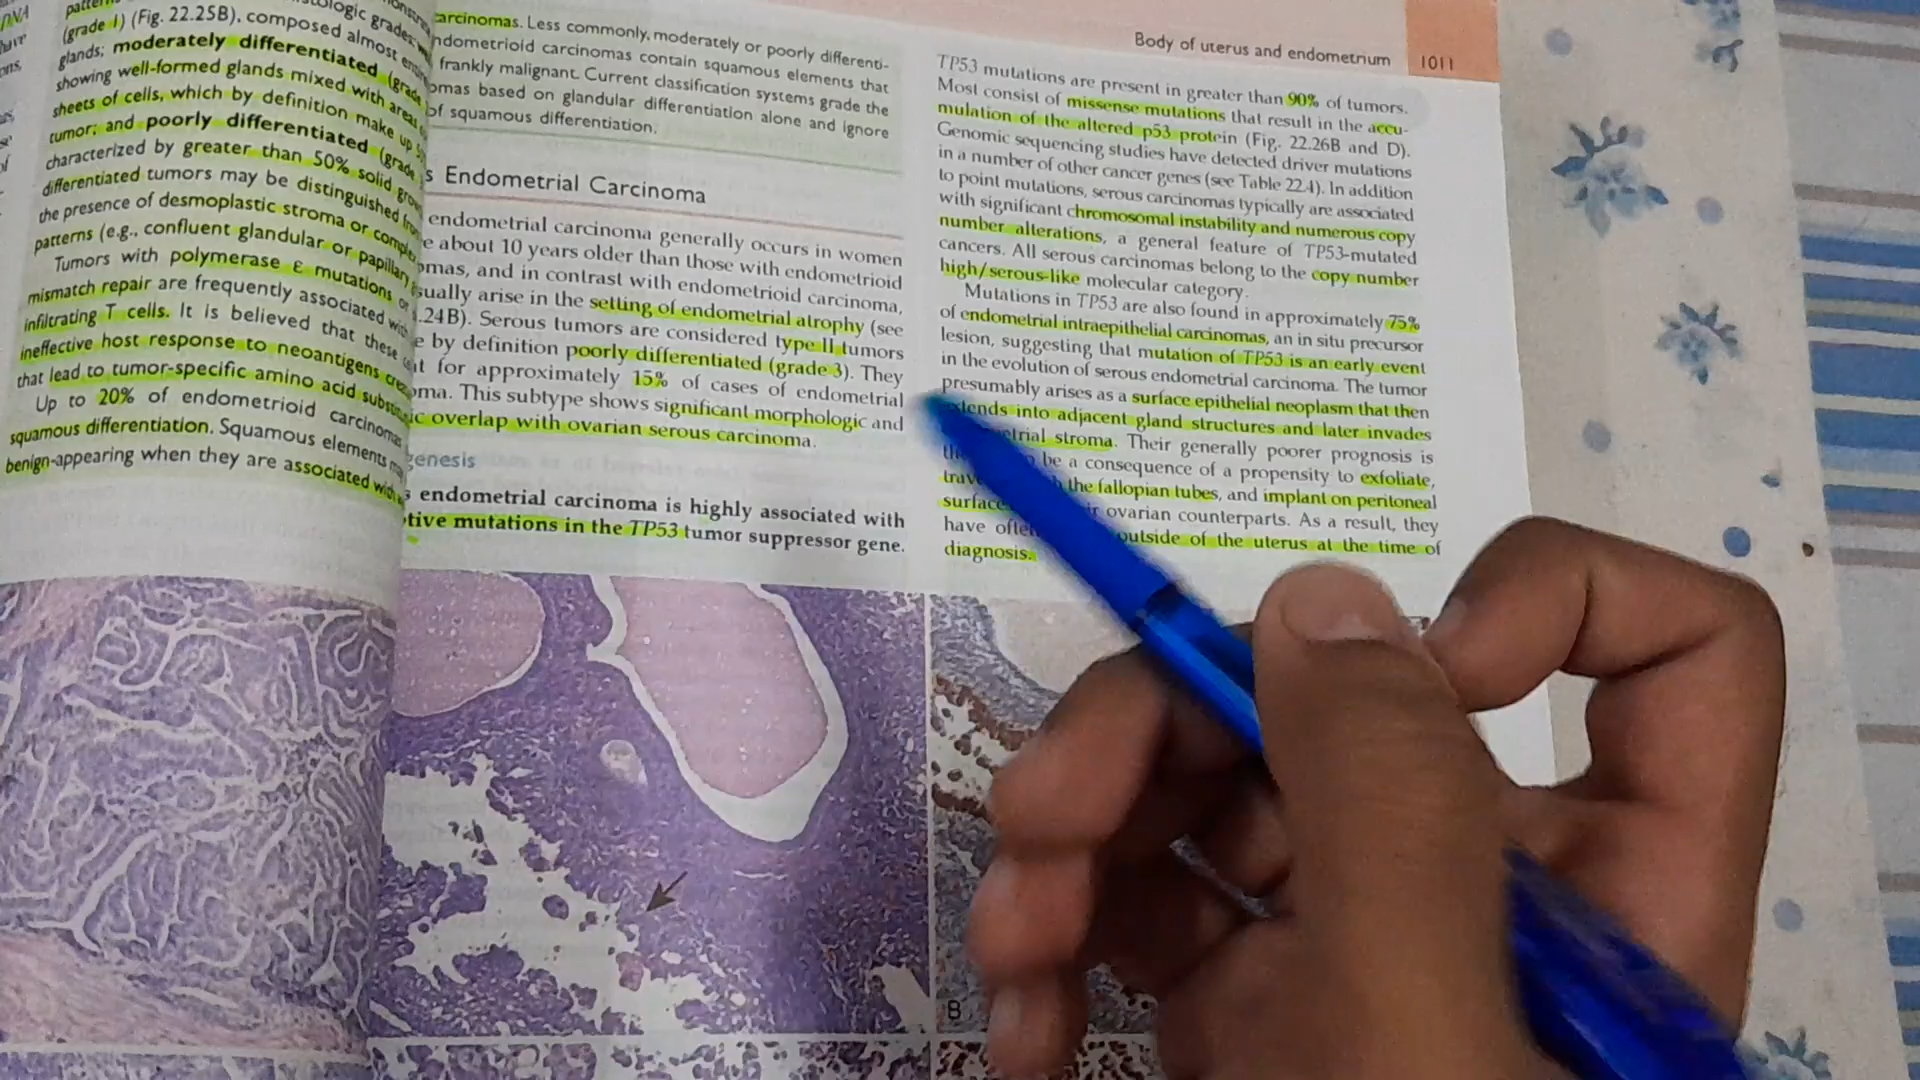 DNA
have
patter
(grade 1) (Fig. 22.25B), composed almost
glands; moderately differentiated (grade
showing well-formed glands mixed with areas
sheets of cells, which by definition make up
tumor; and poorly differentiated (grade
characterized by greater than 50% solid
differentiated tumors may be distinguished
the presence of desmoplastic stroma or
patterns (e.g., confluent glandular or papillary
Tumors with polymerase ε mutations or
mismatch repair are frequently associated with
infiltrating T cells. It is believed that these
ineffective host response to neoantigens
that lead to tumor-specific amino acid
Up to 20% of endometrioid carcinomas
squamous differentiation. Squamous elements
benign-appearing when they are associated with
arcinomas. Less commonly, moderately or poorly differenti-
ndometrioid carcinomas contain squamous elements that
frankly malignant. Current classification systems grade the
omas based on glandular differentiation alone and ignore
of squamous differentiation.
s Endometrial Carcinoma
endometrial carcinoma generally occurs in women
e about 10 years older than those with endometrioid
omas, and in contrast with endometrioid carcinoma,
sually arise in the setting of endometrial atrophy (see
.24B). Serous tumors are considered type II tumors
e by definition poorly differentiated (grade 3). They
nt for approximately 15% of cases of endometrial
oma. This subtype shows significant morphologic and
ic overlap with ovarian serous carcinoma.
genesis
s endometrial carcinoma is highly associated with
tive mutations in the TP53 tumor suppressor gene.
Body of uterus and endometrium 1011
TP53 mutations are present in greater than 90% of tumors.
Most consist of missense mutations that result in the accu-
mulation of the altered p53 protein (Fig. 22.26B and D).
Genomic sequencing studies have detected driver mutations
in a number of other cancer genes (see Table 22.4). In addition
to point mutations, serous carcinomas typically are associated
with significant chromosomal instability and numerous copy
number alterations, a general feature of TP53-mutated
cancers. All serous carcinomas belong to the copy number
high/serous-like molecular category.
Mutations in TP53 are also found in approximately 75%
of endometrial intraepithelial carcinomas, an in situ precursor
lesion, suggesting that mutation of TP53 is an early event
in the evolution of serous endometrial carcinoma. The tumor
presumably arises as a surface epithelial neoplasm that then
tends into adjacent gland structures and later invades
etrial stroma. Their generally poorer prognosis is
be a consequence of a propensity to exfoliate,
trav the fallopian tubes, and implant on peritoneal
surface ir ovarian counterparts. As a result, they
have often outside of the uterus at the time of
diagnosis.
B